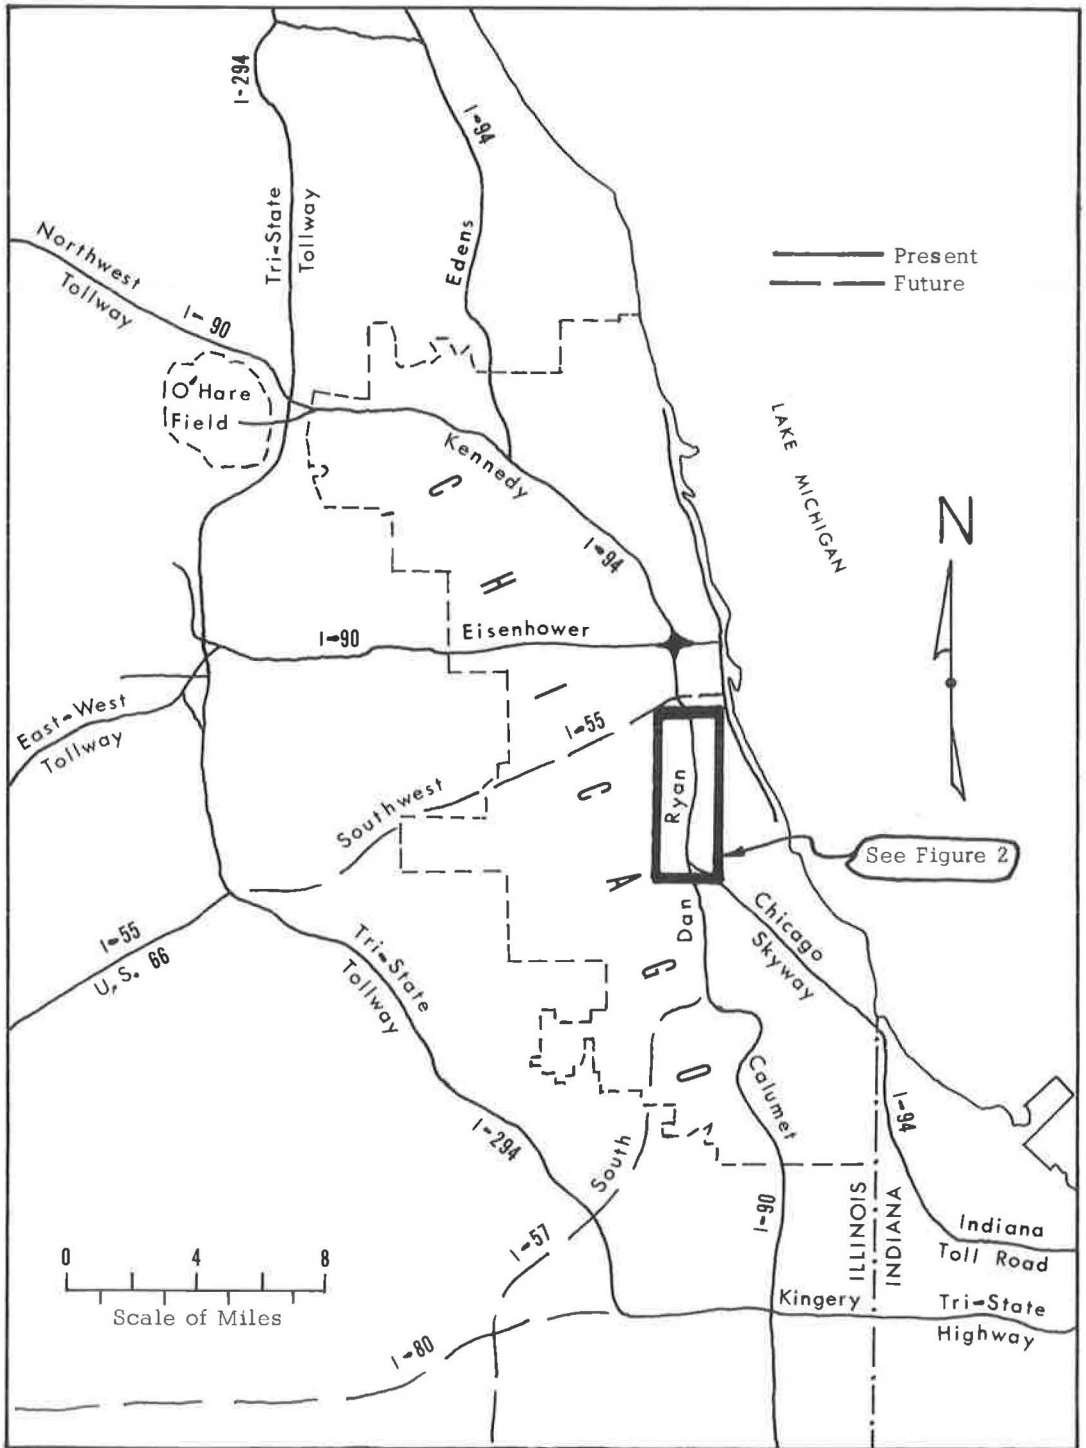 I-294
I-94
Tri-State
Tollway
Edens
Northwest
Tollway
I-90
Present
Future
O'Hare
Field
Kennedy
LAKE MICHIGAN
N
I-94
CHICAGO
I-90
Eisenhower
East-West
Tollway
I-55
Southwest
Ryan
See Figure 2
Dan
Chicago
Skyway
I-55
U.S. 66
Tri-State
Tollway
Calumet
I-94
I-294
South
I-90
ILLINOIS
INDIANA
Indiana
Toll Road
I-57
0 4 8
Scale of Miles
Kingery
Tri-State
Highway
I-80